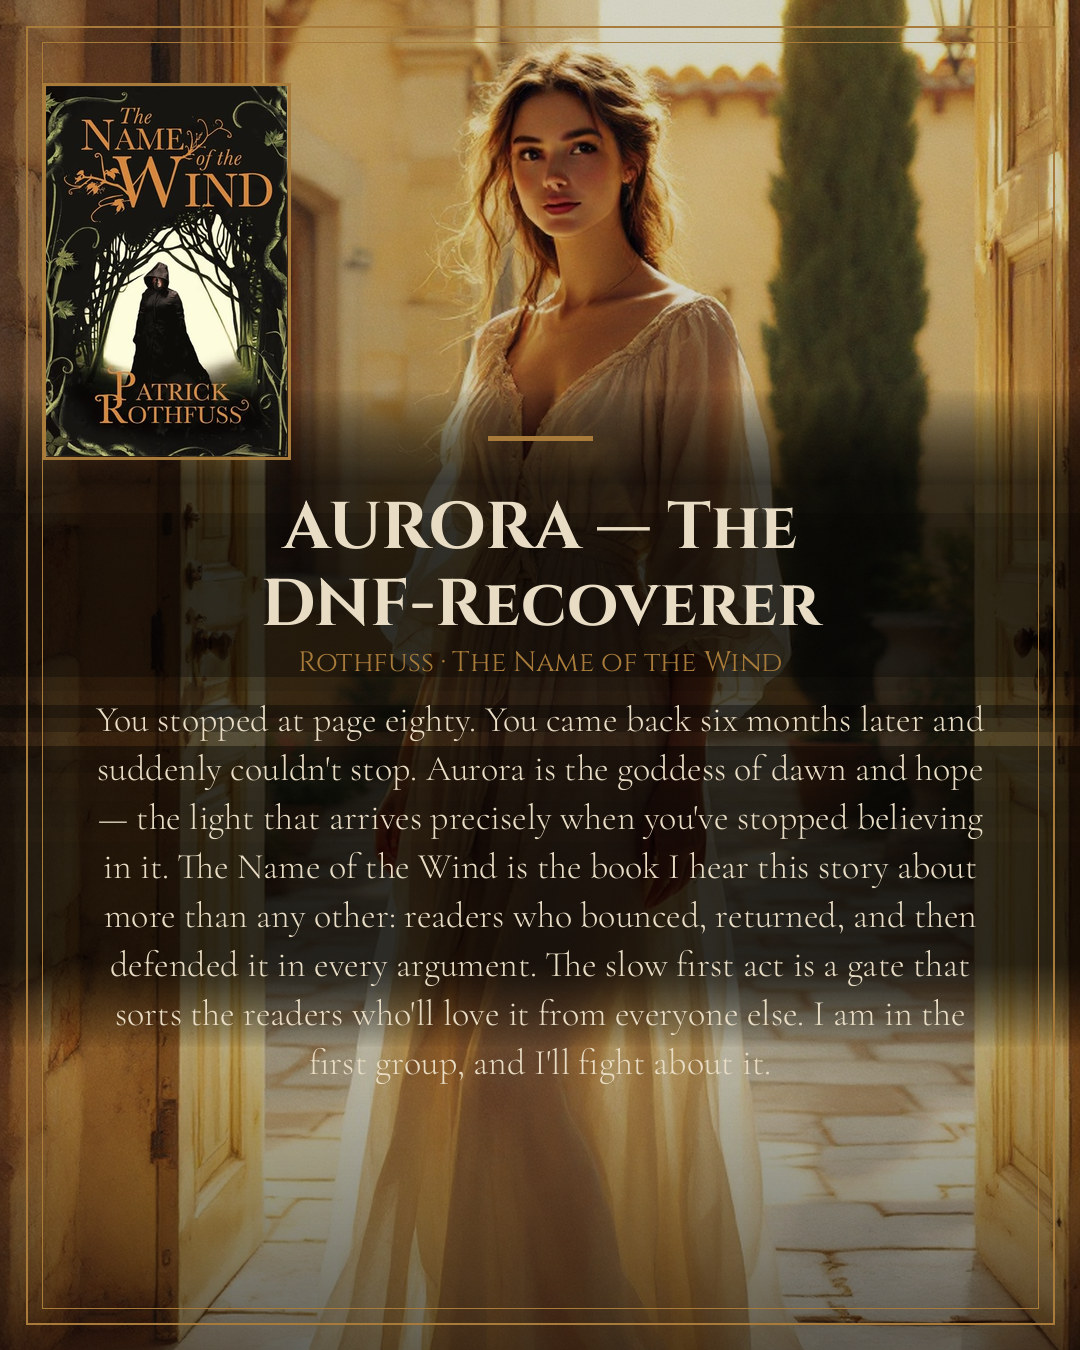 The
NAME
of the
WIND
PATRICK
ROTHFUSS
AURORA — THE
DNF-RECOVERER
ROTHFUSS · THE NAME OF THE WIND
You stopped at page eighty. You came back six months later and
suddenly couldn't stop. Aurora is the goddess of dawn and hope
— the light that arrives precisely when you've stopped believing
in it. The Name of the Wind is the book I hear this story about
more than any other: readers who bounced, returned, and then
defended it in every argument. The slow first act is a gate that
sorts the readers who'll love it from everyone else. I am in the
first group, and I'll fight about it.